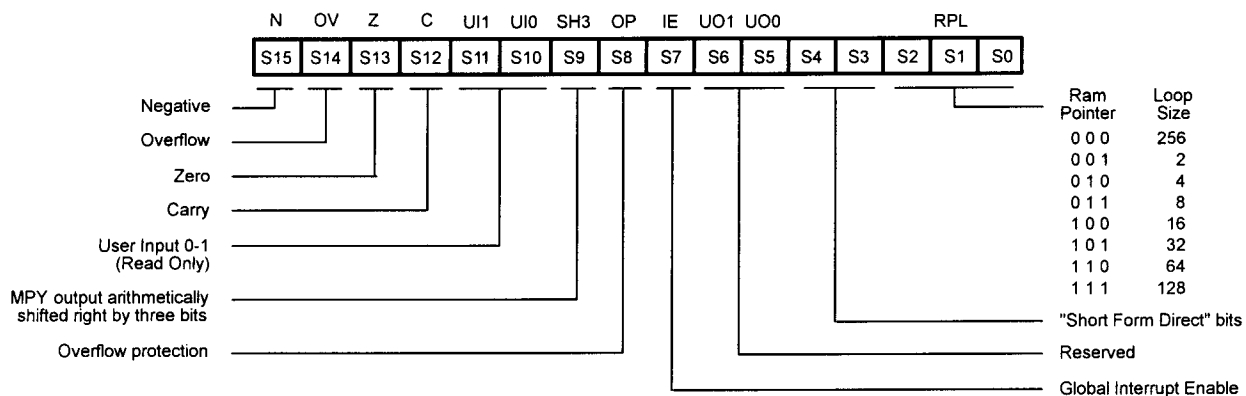 N OV Z C UI1 UI0 SH3 OP IE UO1 UO0 RPL
S15 S14 S13 S12 S11 S10 S9 S8 S7 S6 S5 S4 S3 S2 S1 S0
Negative
Overflow
Zero
Carry
User Input 0-1
(Read Only)
MPY output arithmetically
shifted right by three bits
Overflow protection
Ram Loop
Pointer Size
0 0 0 256
0 0 1 2
0 1 0 4
0 1 1 8
1 0 0 16
1 0 1 32
1 1 0 64
1 1 1 128
"Short Form Direct" bits
Reserved
Global Interrupt Enable